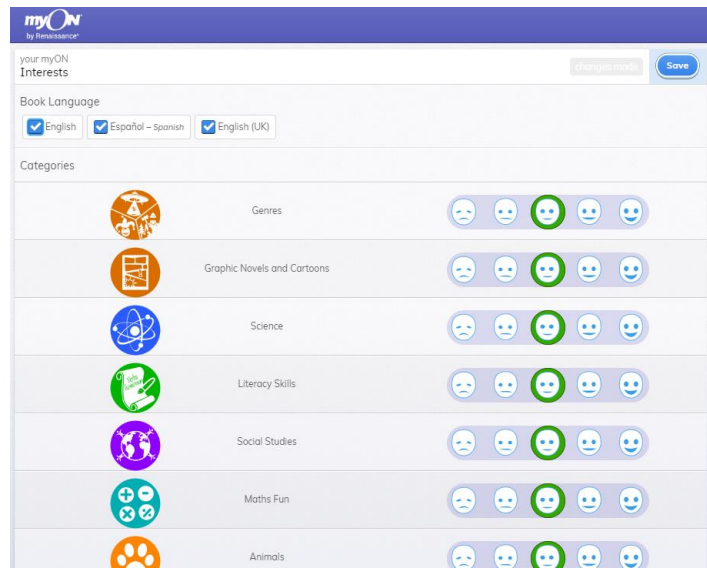 myON
by Renaissance
your myON
Interests
changes made
Save
Book Language
English
Español – Spanish
English (UK)
Categories
Genres
Graphic Novels and Cartoons
Science
Literacy Skills
Social Studies
Maths Fun
Animals